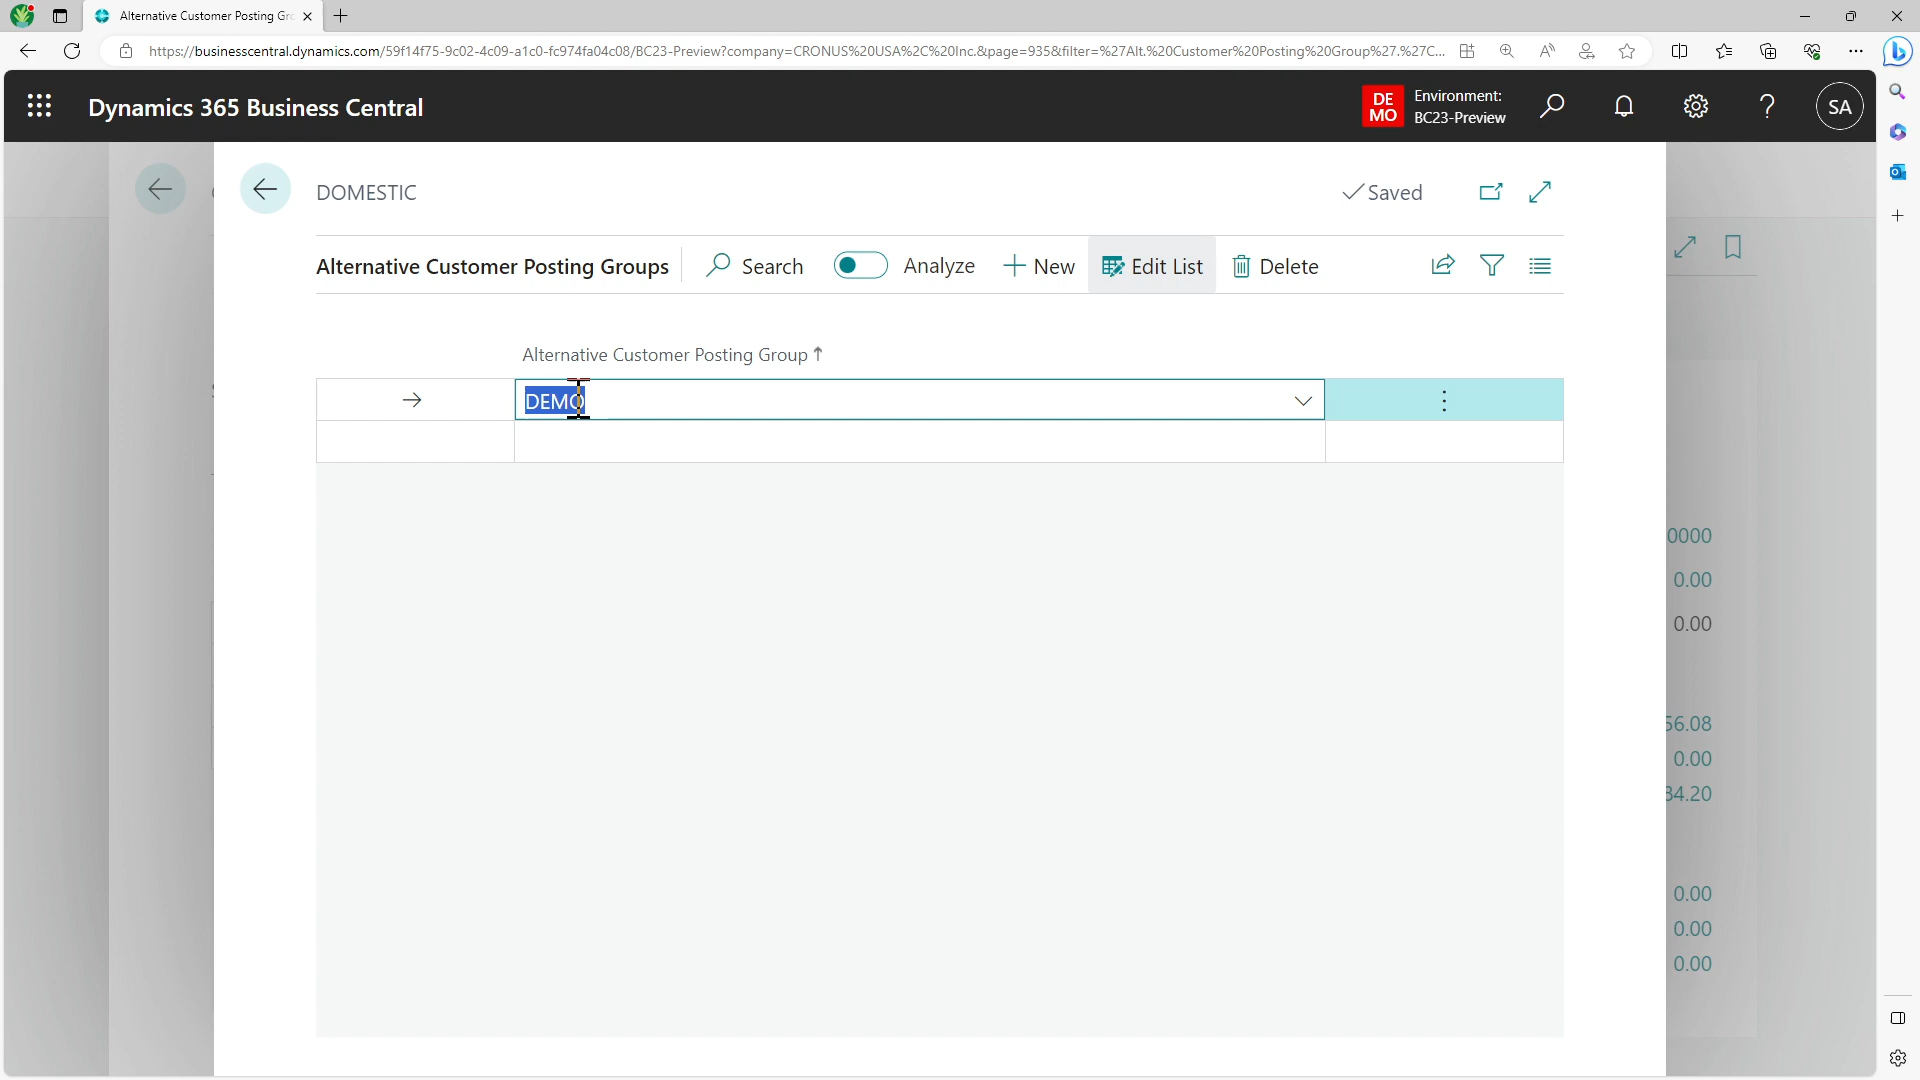 Alternative Customer Posting Gr
https://businesscentral.dynamics.com/59f14f75-9c02-4c09-a1c0-fc974fa04c08/BC23-Preview?company=CRONUS%20USA%2C%20Inc.&page=935&filter=%27Alt.%20Customer%20Posting%20Group%27.%27C...
Dynamics 365 Business Central
DE
MO
Environment:
BC23-Preview
SA
DOMESTIC
Saved
Alternative Customer Posting Groups
Search
Analyze
New
Edit List
Delete
Alternative Customer Posting Group
DEMO
0000
0.00
0.00
56.08
0.00
34.20
0.00
0.00
0.00